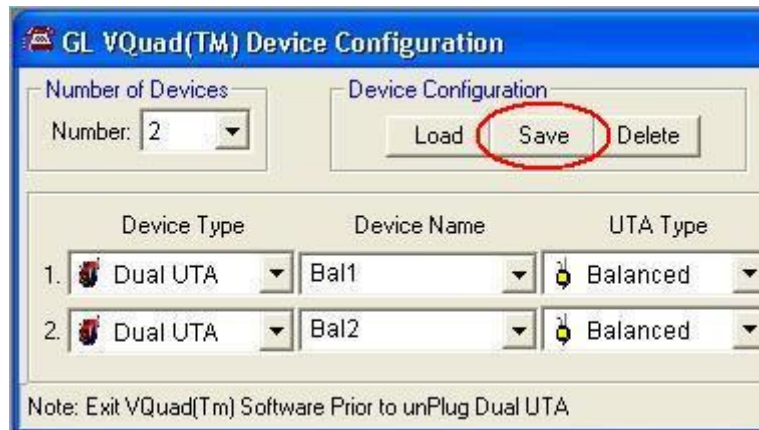 GL VQuad(TM) Device Configuration
Number of Devices
Device Configuration
Number: 2
Load Save Delete
Device Type Device Name UTA Type
1. Dual UTA Bal1 Balanced
2. Dual UTA Bal2 Balanced
Note: Exit VQuad(Tm) Software Prior to unPlug Dual UTA